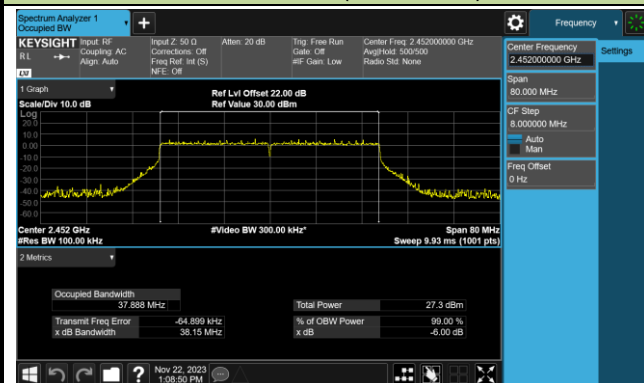 Spectrum Analyzer 1
Occupied BW
+
Frequency
KEYSIGHT
R L
Input: RF
Coupling: AC
Align: Auto
Input Z: 50 Ω
Corrections: Off
Freq Ref: Int (S)
NFE: Off
Atten: 20 dB
Trig: Free Run
Gate: Off
#IF Gain: Low
Center Freq: 2.452000000 GHz
Avg|Hold: 500/500
Radio Std: None
LXI
Center Frequency
2.452000000 GHz
Settings
Span
80.000 MHz
CF Step
8.000000 MHz
Auto
Man
Freq Offset
0 Hz
1 Graph
Scale/Div 10.0 dB
Ref Lvl Offset 22.00 dB
Ref Value 30.00 dBm
Log
20.0
10.0
0.00
-10.0
-20.0
-30.0
-40.0
-50.0
-60.0
Center 2.452 GHz
#Res BW 100.00 kHz
#Video BW 300.00 kHz*
Span 80 MHz
Sweep 9.93 ms (1001 pts)
2 Metrics
Occupied Bandwidth
37.888 MHz
Total Power 27.3 dBm
Transmit Freq Error -64.899 kHz
% of OBW Power 99.00 %
x dB Bandwidth 38.15 MHz
x dB -6.00 dB
?
Nov 22, 2023
1:08:50 PM